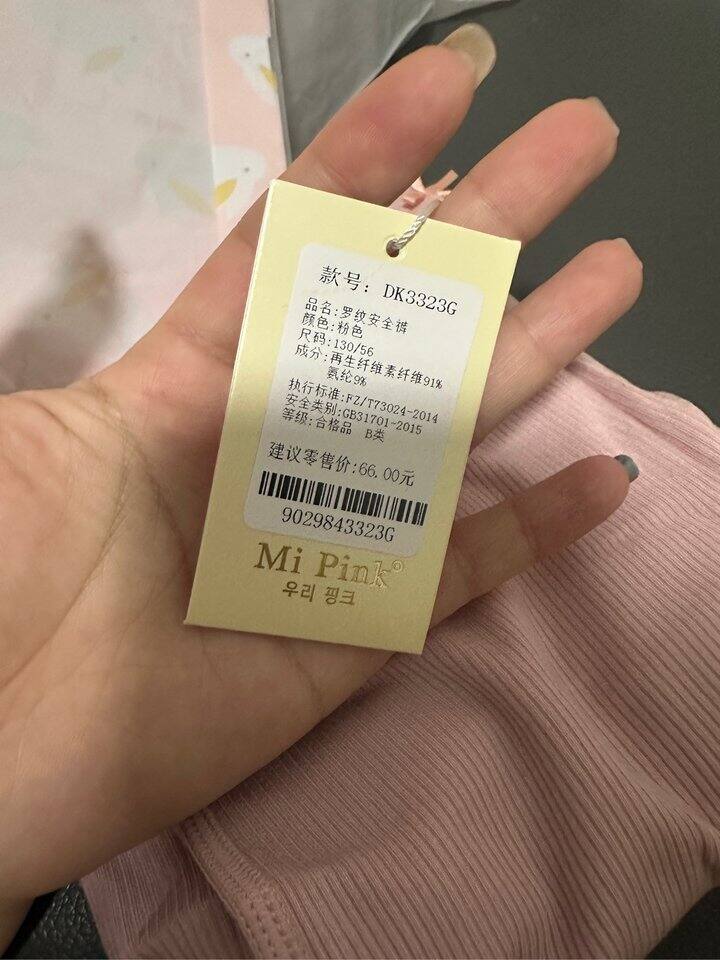 款号: DK3323G
品名:罗纹安全裤
颜色:粉色
尺码:130/56
成分:再生纤维素纤维91%
氨纶9%
执行标准:FZ/T73024-2014
安全类别:GB31701-2015
等级:合格品 B类
建议零售价:66.00元
9029843323G
Mi Pink®
우리 핑크